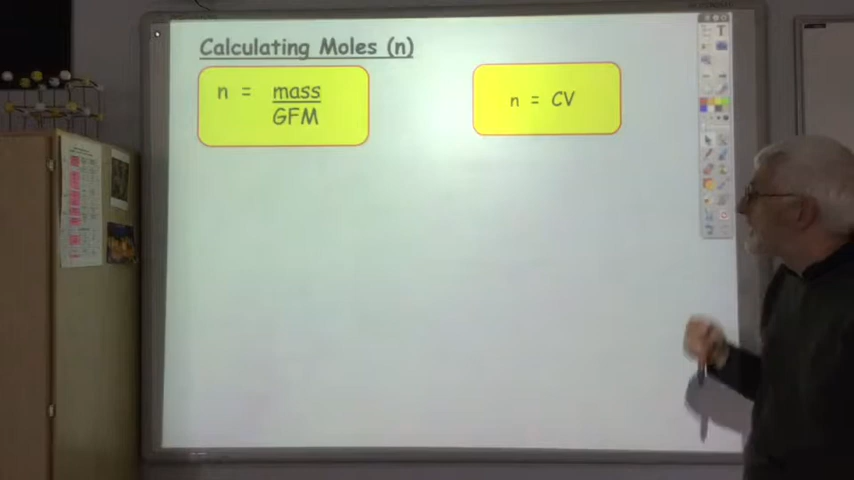 Calculating Moles (n)
n = mass
GFM
n = CV